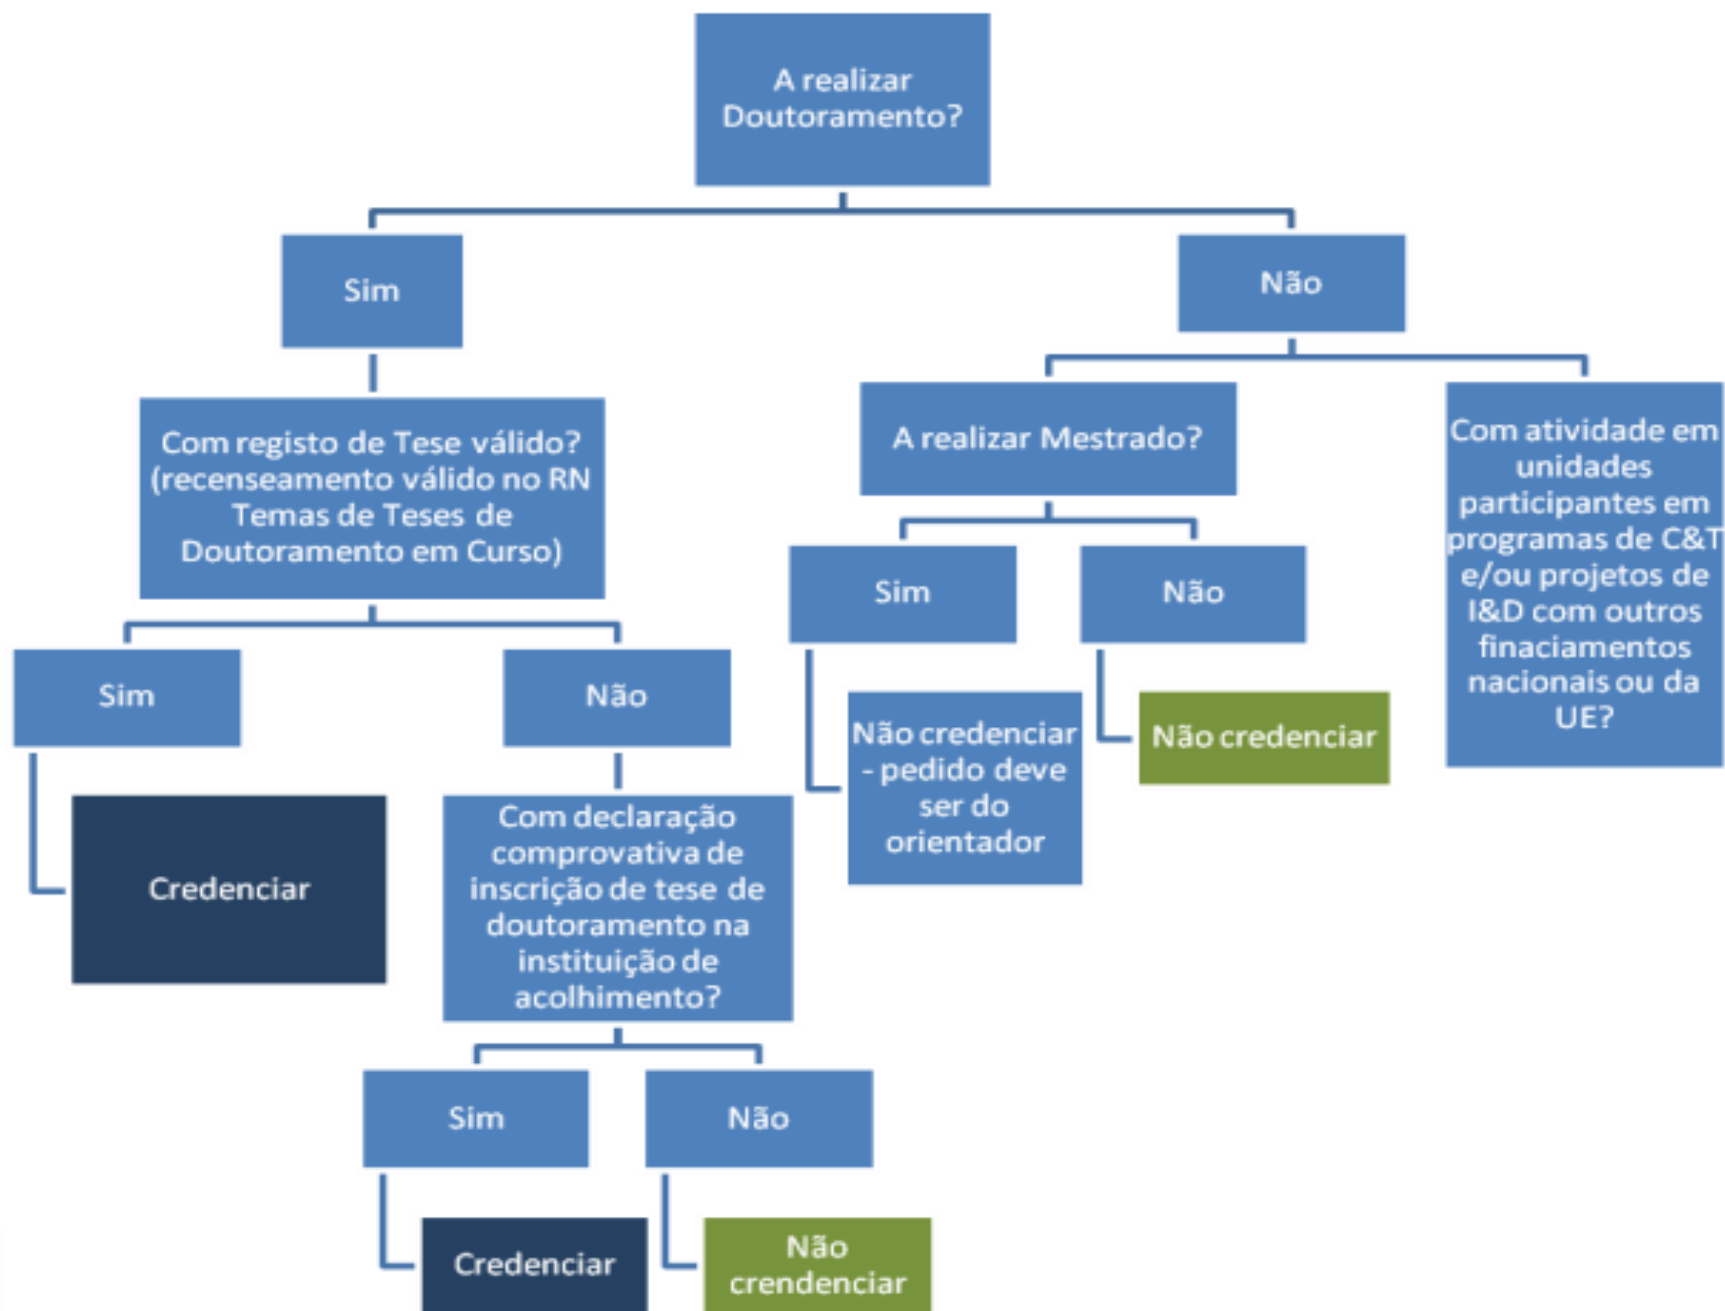 A realizar
Doutoramento?
Sim
Não
Com registo de Tese válido?
(recenseamento válido no RN
Temas de Teses de
Doutoramento em Curso)
A realizar Mestrado?
Com atividade em
unidades
participantes em
programas de C&T
e/ou projetos de
I&D com outros
finaciamentos
nacionais ou da
UE?
Sim
Não
Sim
Não
Não credenciar
- pedido deve
ser do
orientador
Não credenciar
Credenciar
Com declaração
comprovativa de
inscrição de tese de
doutoramento na
instituição de
acolhimento?
Sim
Não
Credenciar
Não
crendenciar